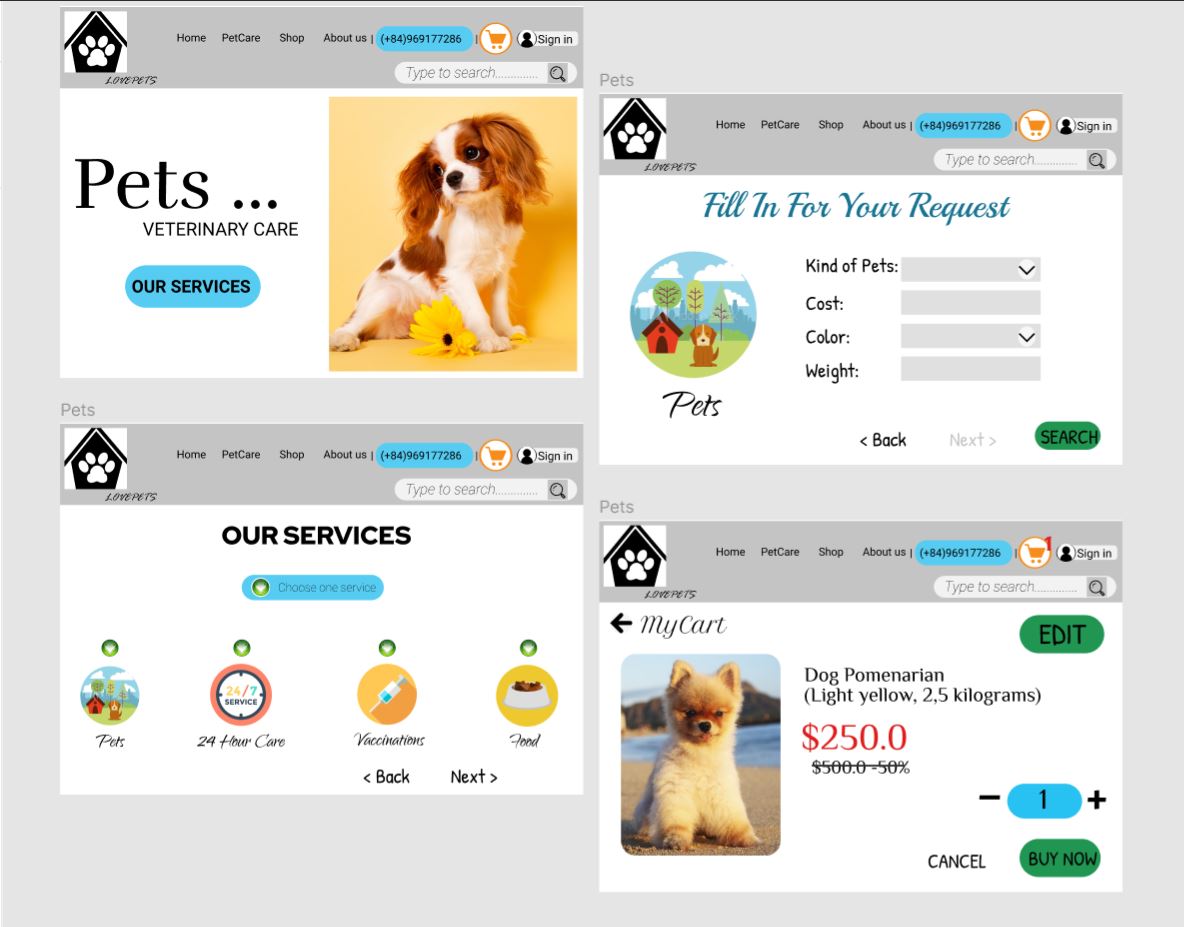 Home PetCare Shop About us | (+84)969177286 | Sign in
Type to search.............
LOVEPETS
Pets ...
VETERINARY CARE
OUR SERVICES
Pets
Home PetCare Shop About us | (+84)969177286 | Sign in
Type to search.............
LOVEPETS
OUR SERVICES
Choose one service
24/7
SERVICE
Pets 24 Hour Care Vaccinations Food
< Back Next >
Pets
Home PetCare Shop About us | (+84)969177286 | Sign in
Type to search.............
LOVEPETS
Fill In For Your Request
Kind of Pets:
Cost:
Color:
Weight:
Pets
< Back Next > SEARCH
Pets
Home PetCare Shop About us | (+84)969177286 | 1 Sign in
Type to search.............
LOVEPETS
MyCart
EDIT
Dog Pomenarian
(Light yellow, 2,5 kilograms)
$250.0
$500.0 -50%
− 1 +
CANCEL BUY NOW